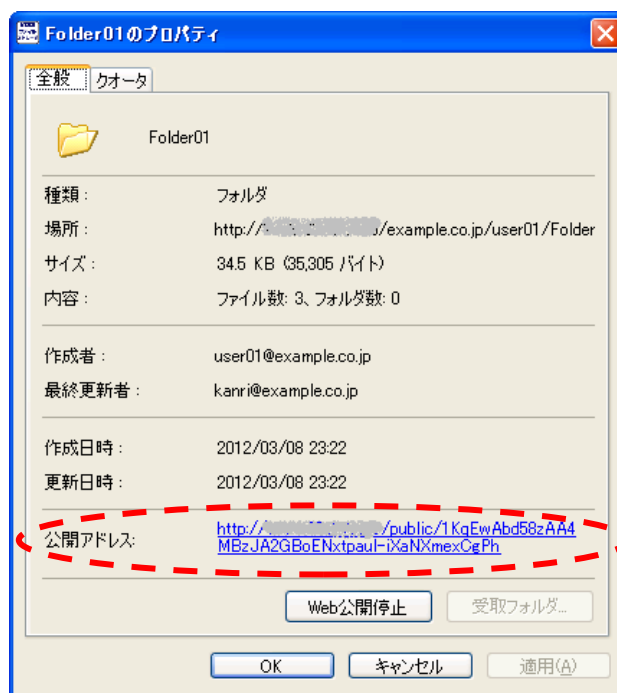 Folder01のプロパティ
全般 クオータ
Folder01
種類: フォルダ
場所: http:// /example.co.jp/user01/Folder
サイズ: 34.5 KB (35,305 バイト)
内容: ファイル数: 3、フォルダ数: 0
作成者: user01@example.co.jp
最終更新者: kanri@example.co.jp
作成日時: 2012/03/08 23:22
更新日時: 2012/03/08 23:22
公開アドレス: http:// /public/1KgEwAbd58zAA4
MBzJA2GBoENxtpauI-iXaNXmexCgPh
Web公開停止 受取フォルダ...
OK キャンセル 適用(A)